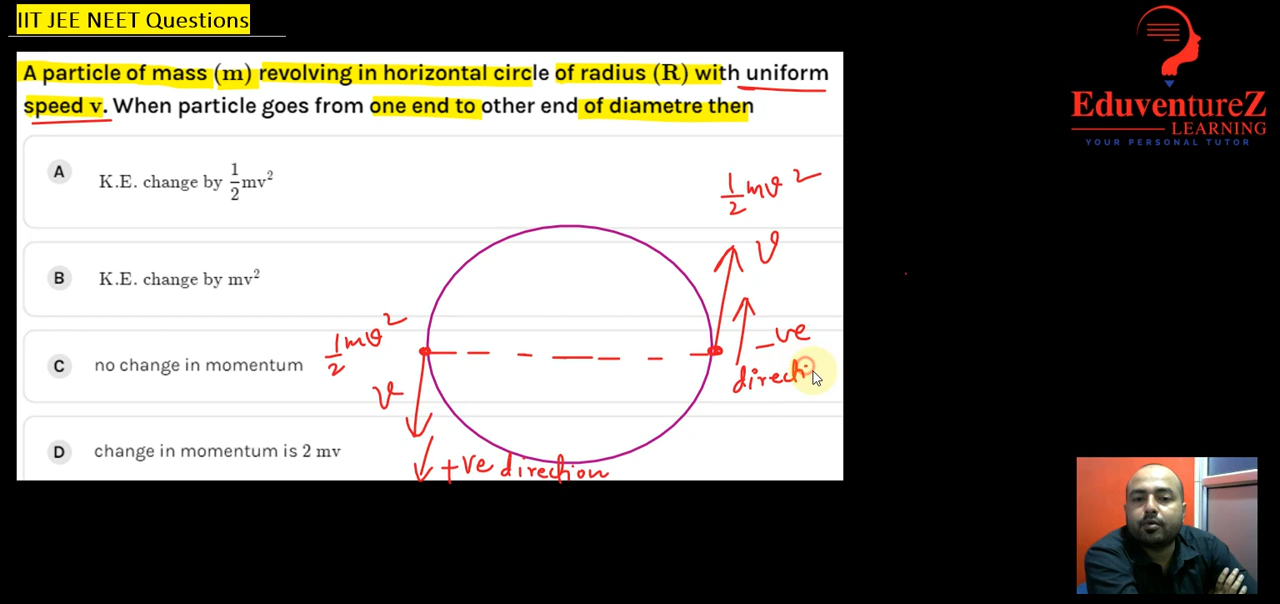 IIT JEE NEET Questions
EduventureZ
LEARNING
YOUR PERSONAL TUTOR
A particle of mass (m) revolving in horizontal circle of radius (R) with uniform
speed v. When particle goes from one end to other end of diametre then
A K.E. change by 1/2 mv²
B K.E. change by mv²
C no change in momentum
D change in momentum is 2 mv
1/2 mv²
v
-ve
direch
1/2 mv²
v
+ve direction